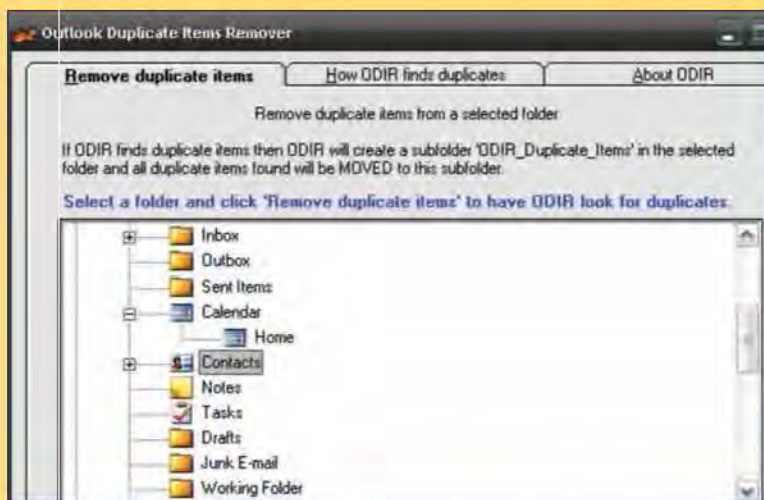 Outlook Duplicate Items Remover
Remove duplicate items
How ODIR finds duplicates
About ODIR
Remove duplicate items from a selected folder
If ODIR finds duplicate items then ODIR will create a subfolder 'ODIR_Duplicate_Items' in the selected
folder and all duplicate items found will be MOVED to this subfolder.
Select a folder and click 'Remove duplicate items' to have ODIR look for duplicates.
Inbox
Outbox
Sent Items
Calendar
Home
Contacts
Notes
Tasks
Drafts
Junk E-mail
Working Folder